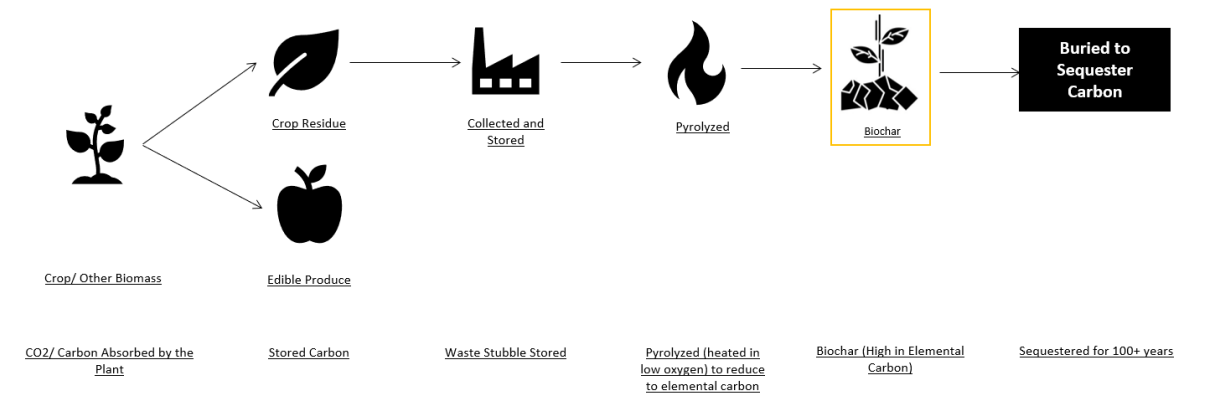 Crop Residue
Collected and
Stored
Pyrolyzed
Biochar
Buried to
Sequester
Carbon
Crop/ Other Biomass
Edible Produce
CO2/ Carbon Absorbed by the
Plant
Stored Carbon
Waste Stubble Stored
Pyrolyzed (heated in
low oxygen) to reduce
to elemental carbon
Biochar (High in Elemental
Carbon)
Sequestered for 100+ years